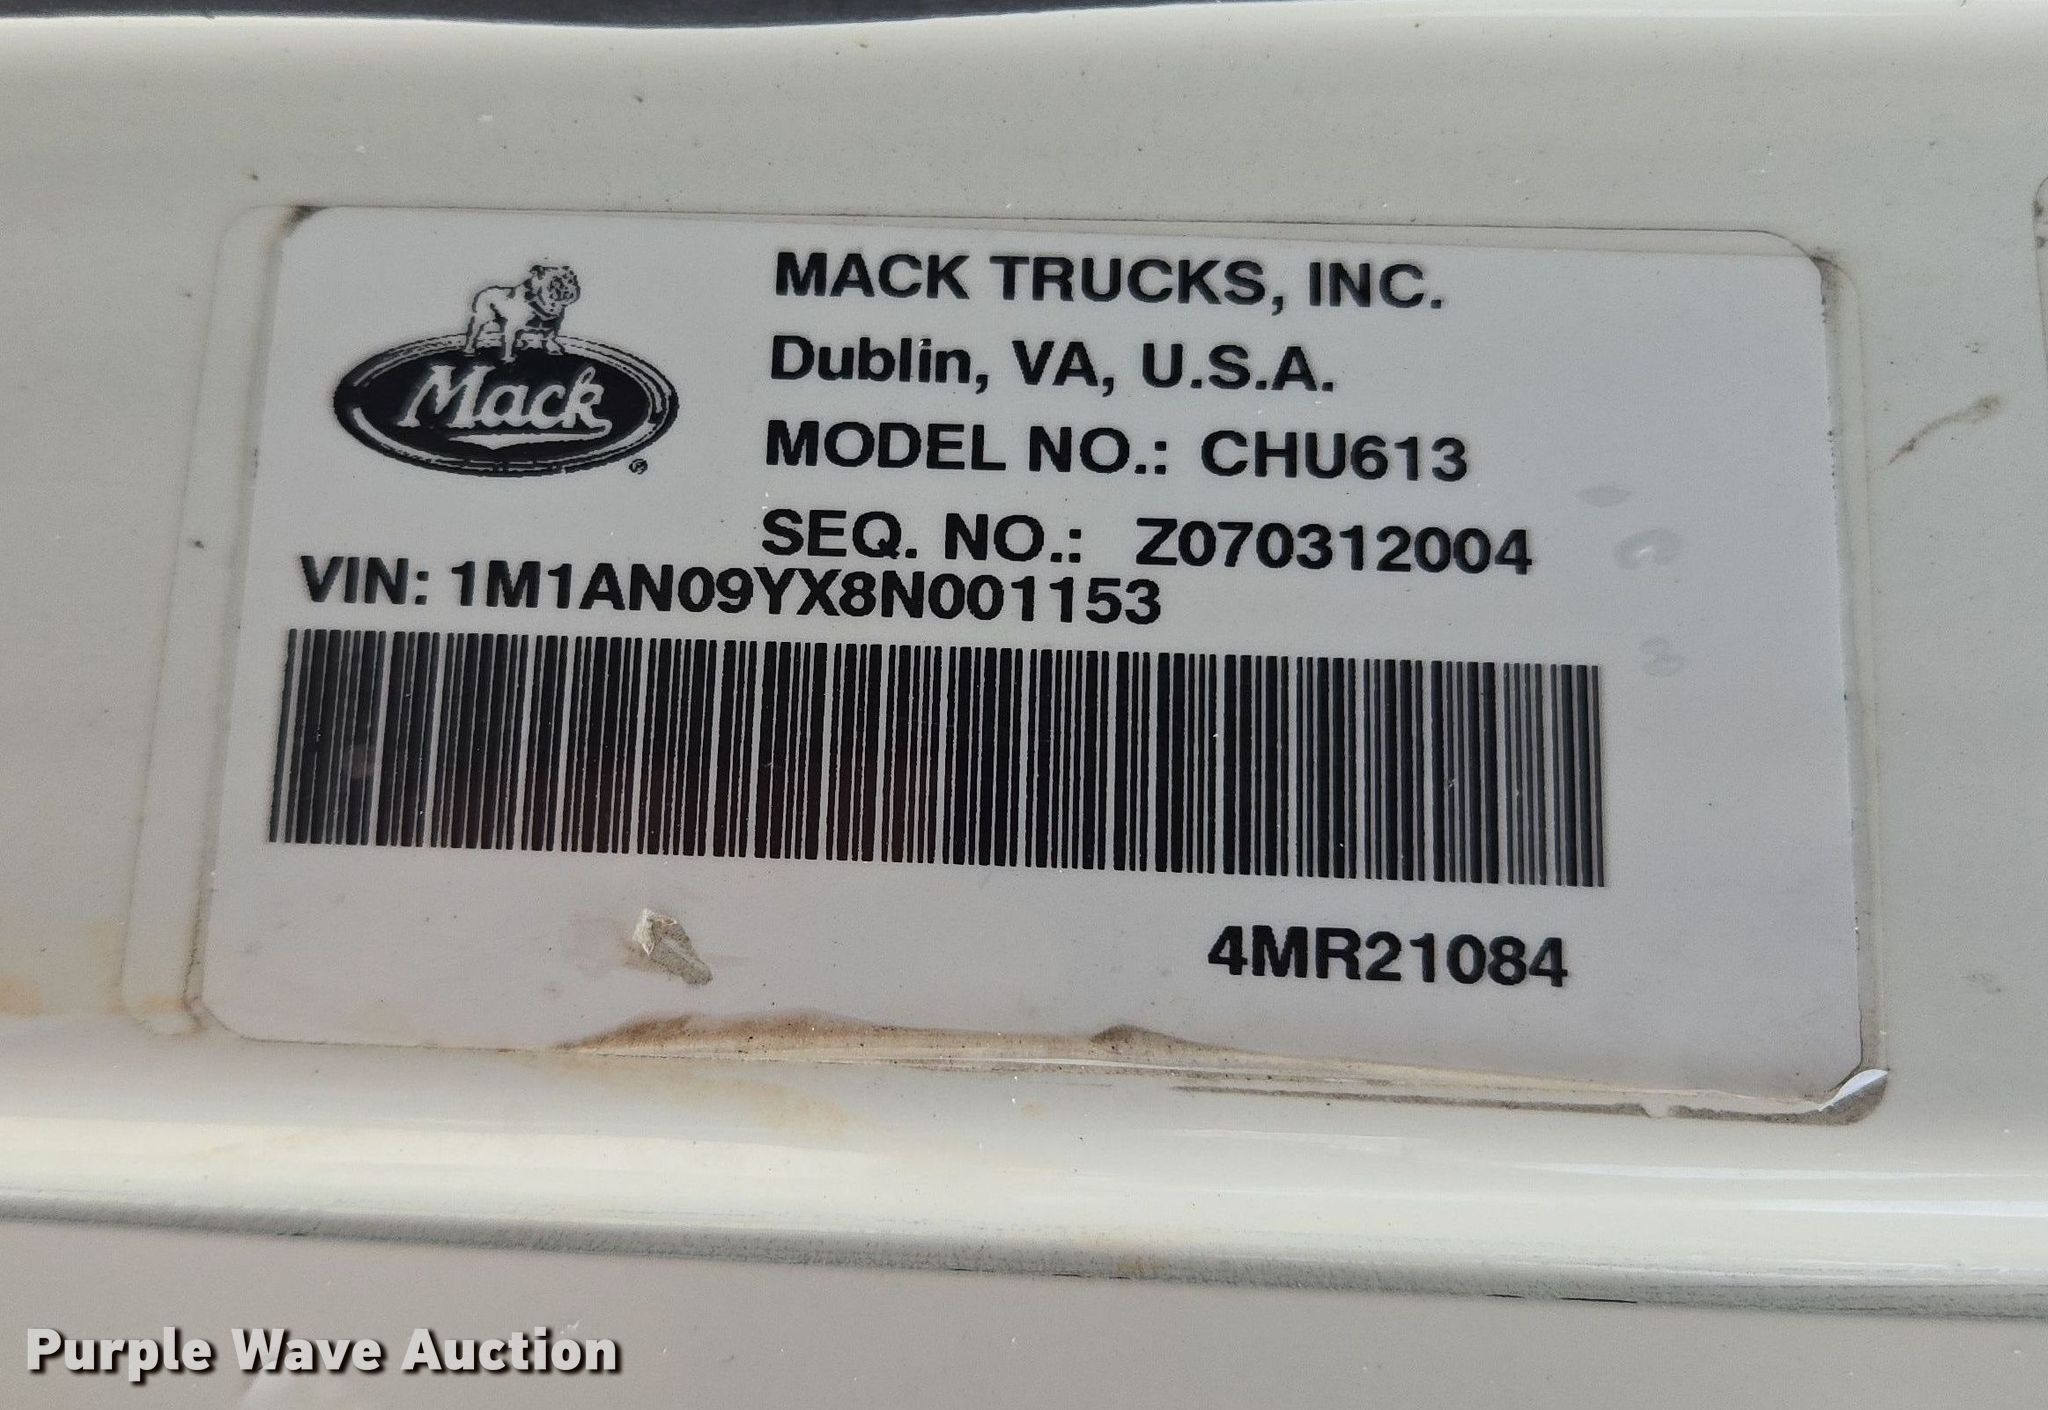 Mack
®
MACK TRUCKS, INC.
Dublin, VA, U.S.A.
MODEL NO.: CHU613
SEQ. NO.: Z070312004
VIN: 1M1AN09YX8N001153
4MR21084
Purple Wave Auction